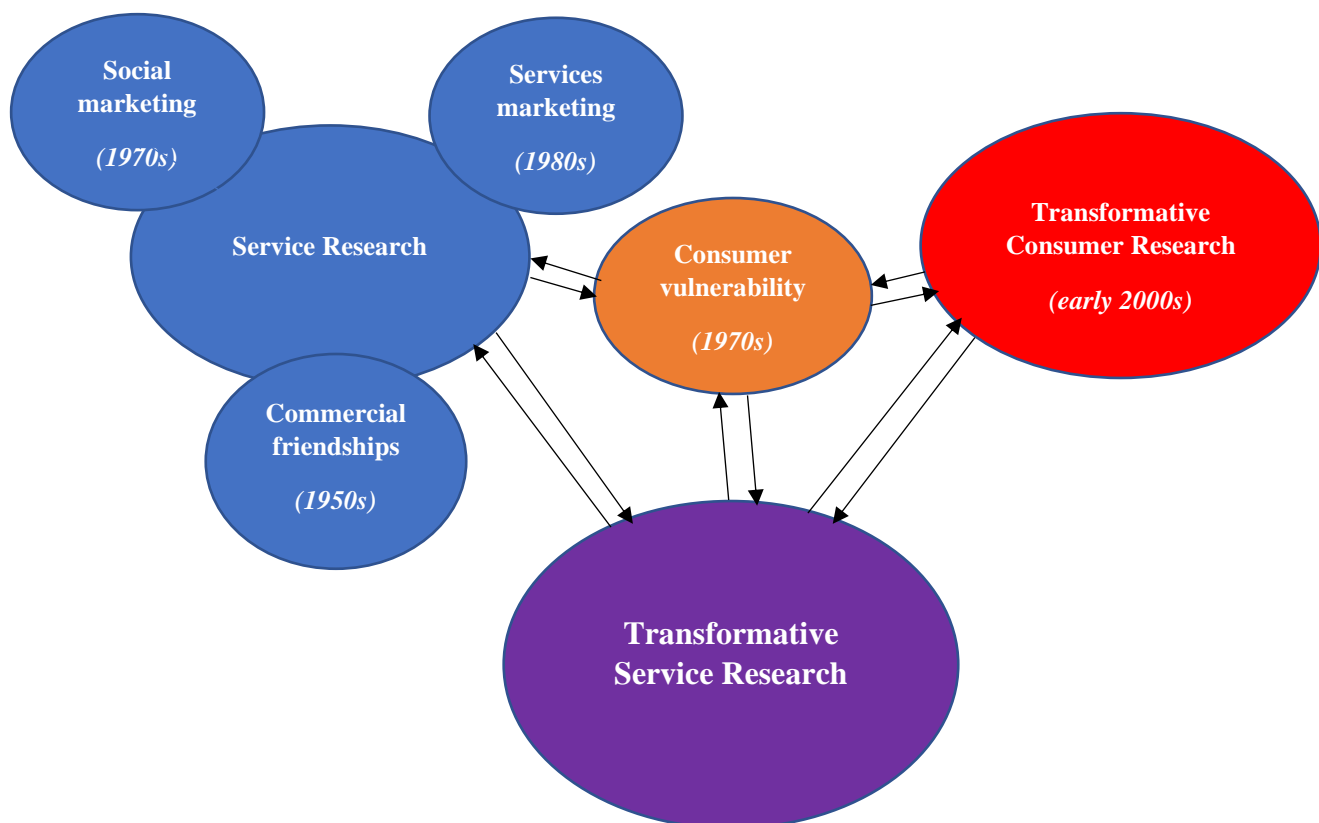 Social
marketing
(1970s)
Services
marketing
(1980s)
Service Research
Consumer
vulnerability
(1970s)
Transformative
Consumer Research
(early 2000s)
Commercial
friendships
(1950s)
Transformative
Service Research